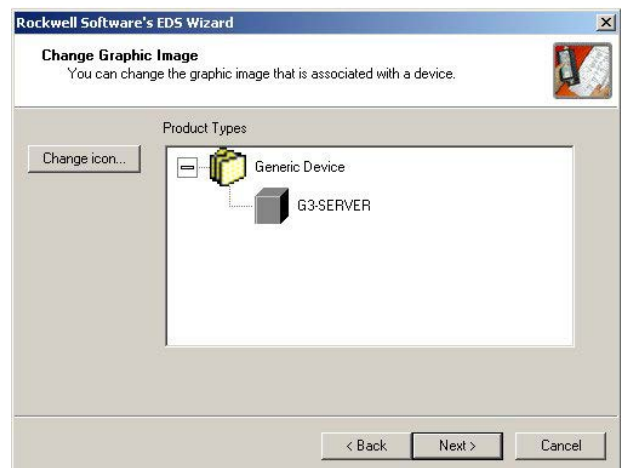 Rockwell Software's EDS Wizard
Change Graphic Image
You can change the graphic image that is associated with a device.
Product Types
Change icon...
Generic Device
G3-SERVER
< Back
Next >
Cancel